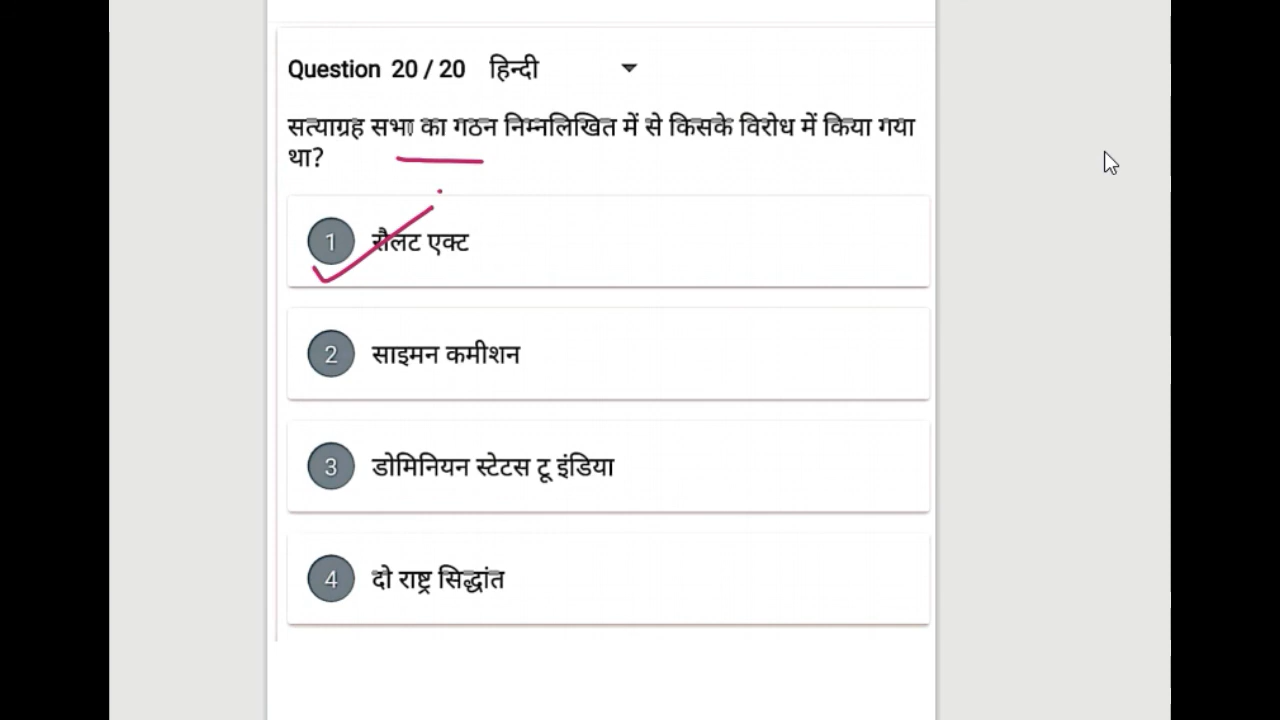 Question 20 / 20 हिन्दी
सत्याग्रह सभा का गठन निम्नलिखित में से किसके विरोध में किया गया
था?
1 रौलट एक्ट
2 साइमन कमीशन
3 डोमिनियन स्टेटस टू इंडिया
4 दो राष्ट्र सिद्धांत